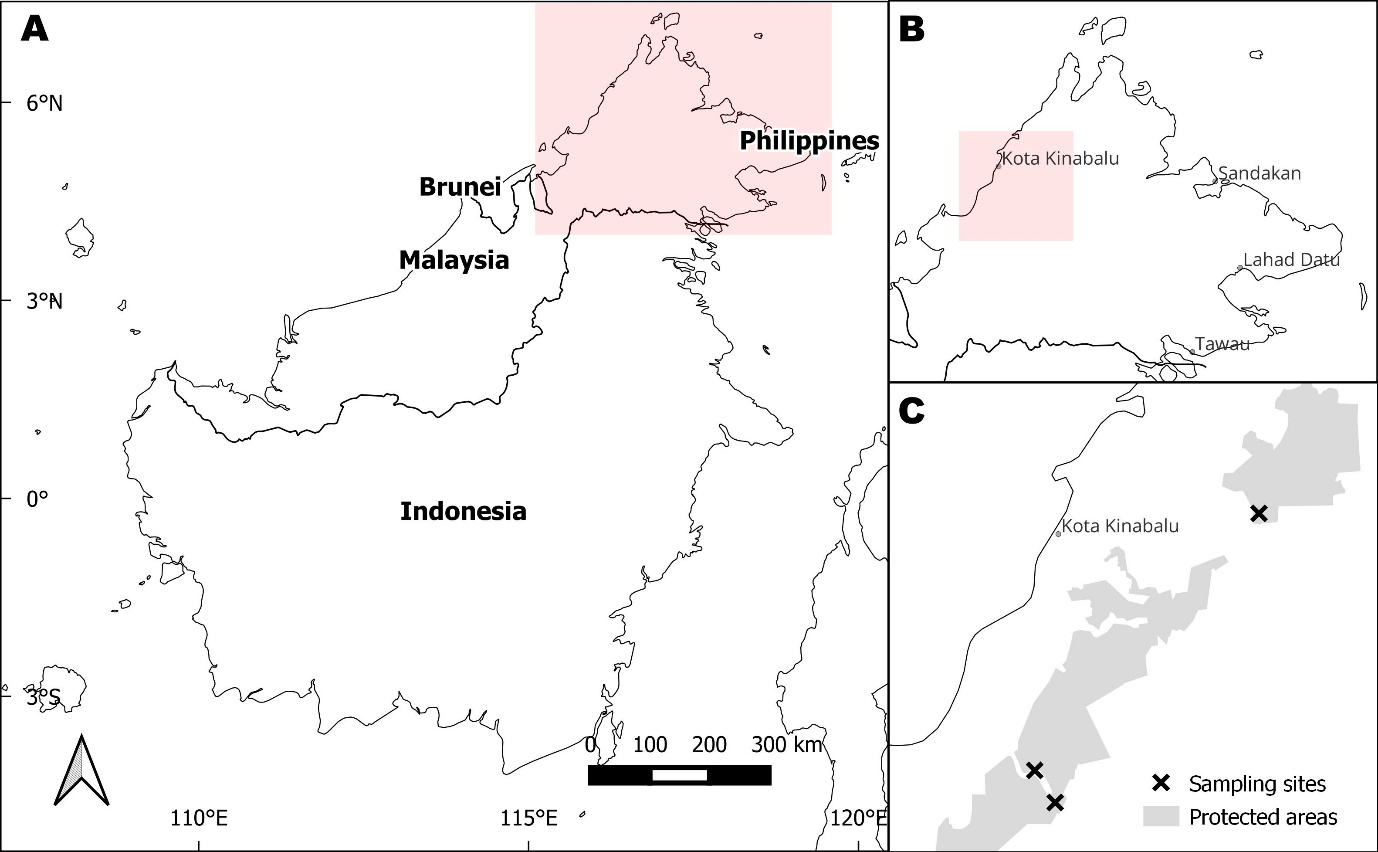 A
6°N
3°N
0°
3°S
Philippines
Brunei
Malaysia
Indonesia
0 100 200 300 km
110°E 115°E 120°E
B
Kota Kinabalu
Sandakan
Lahad Datu
Tawau
C
Kota Kinabalu
Sampling sites
Protected areas